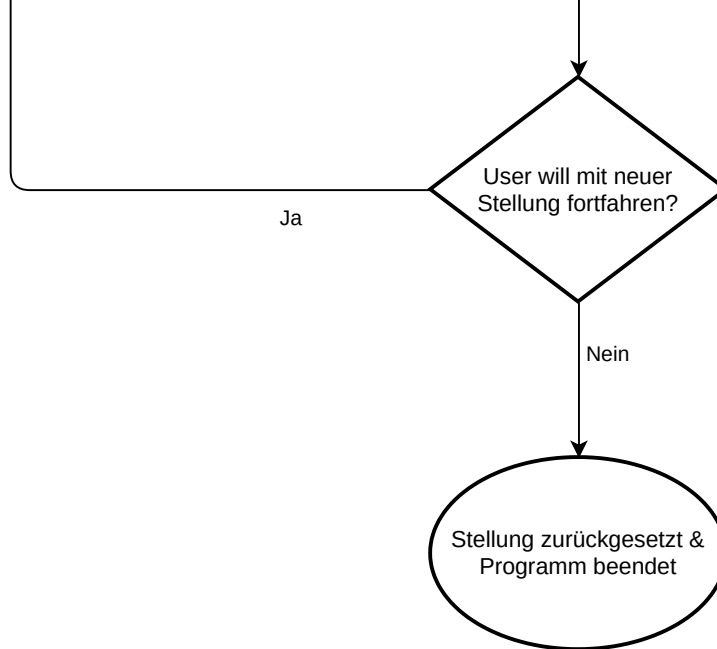 User will mit neuer
Stellung fortfahren?
Ja
Nein
Stellung zurückgesetzt &
Programm beendet